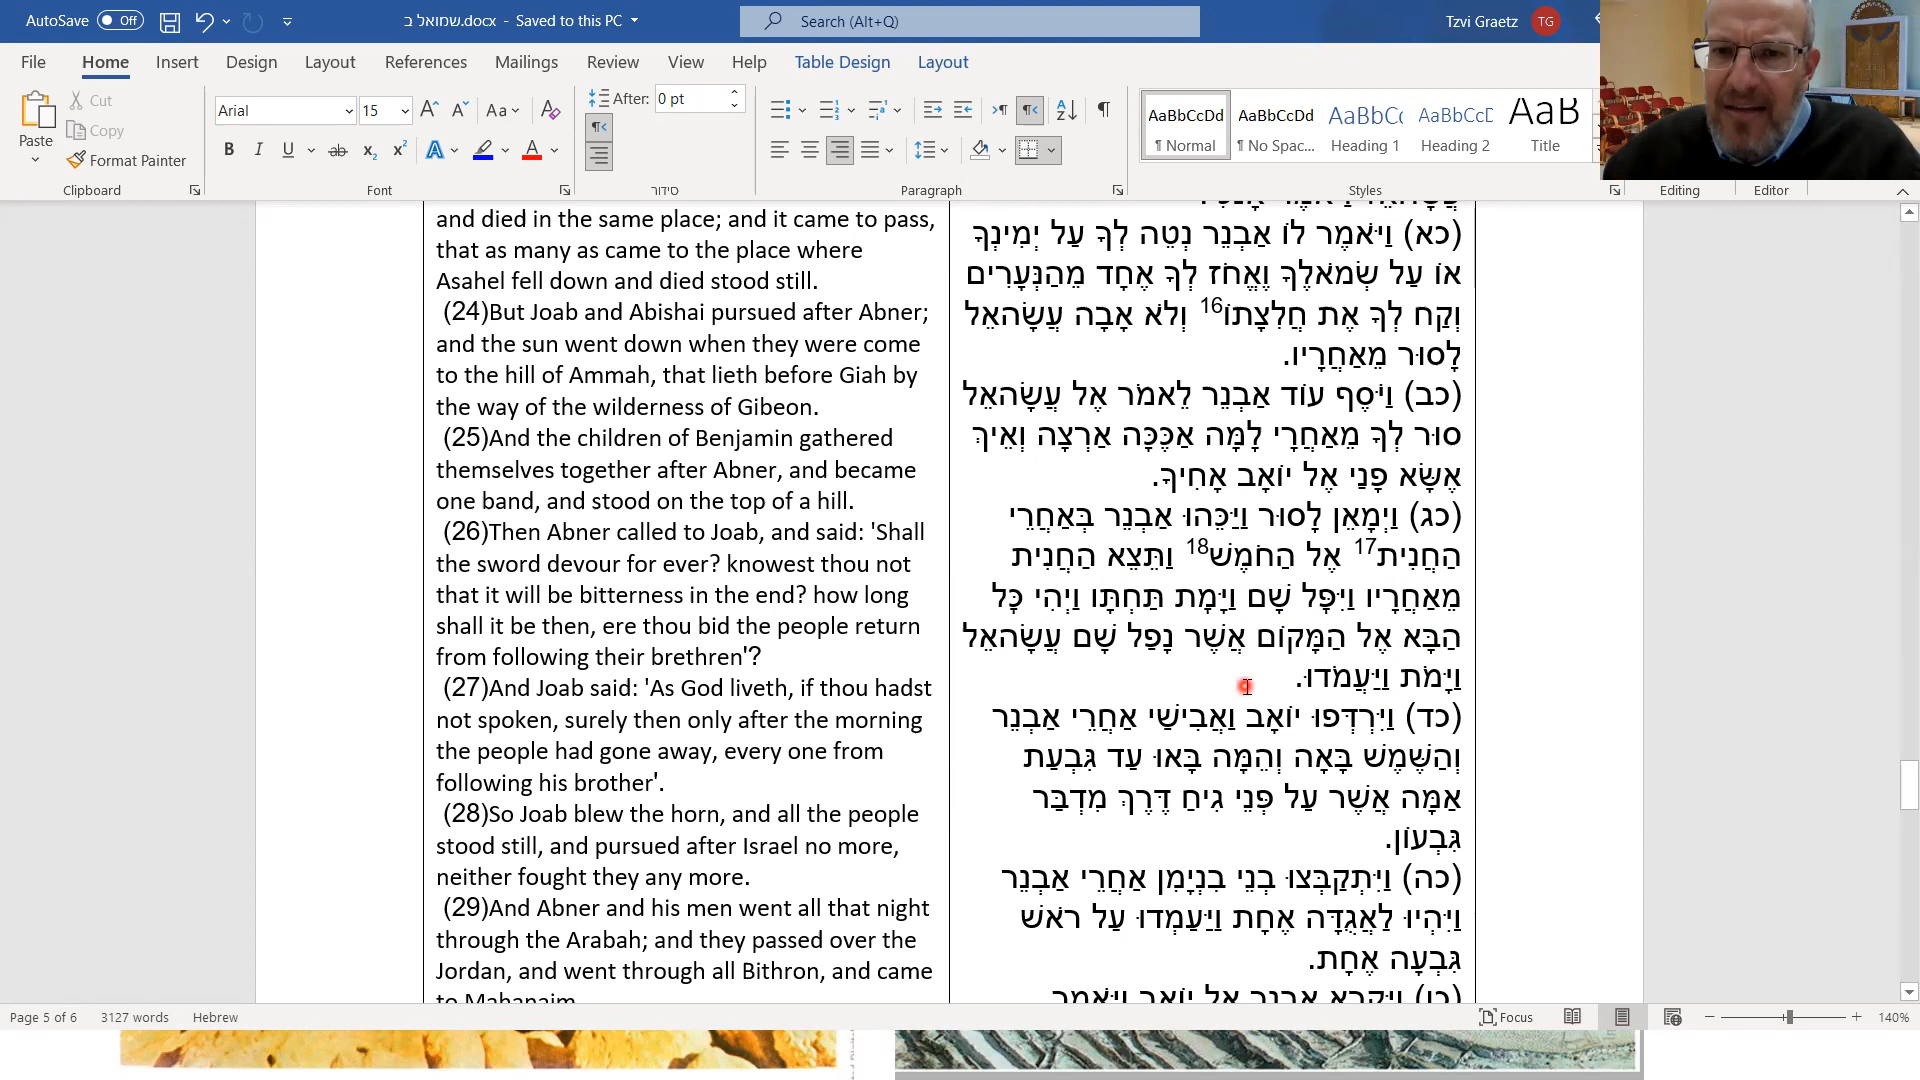 AutoSave Off שמואל ב.docx - Saved to this PC Search (Alt+Q) Tzvi Graetz TG
File Home Insert Design Layout References Mailings Review View Help Table Design Layout
Paste Cut
Copy
Format Painter
Arial 15 Aa
B I U ab x₂ x² A A
After: 0 pt
AaBbCcDd AaBbCcDd AaBbCc AaBbCcD AaB
¶ Normal ¶ No Spac... Heading 1 Heading 2 Title
Clipboard Font סידור Paragraph Styles Editing Editor
and died in the same place; and it came to pass,
that as many as came to the place where
Asahel fell down and died stood still.
(24)But Joab and Abishai pursued after Abner;
and the sun went down when they were come
to the hill of Ammah, that lieth before Giah by
the way of the wilderness of Gibeon.
(25)And the children of Benjamin gathered
themselves together after Abner, and became
one band, and stood on the top of a hill.
(26)Then Abner called to Joab, and said: 'Shall
the sword devour for ever? knowest thou not
that it will be bitterness in the end? how long
shall it be then, ere thou bid the people return
from following their brethren'?
(27)And Joab said: 'As God liveth, if thou hadst
not spoken, surely then only after the morning
the people had gone away, every one from
following his brother'.
(28)So Joab blew the horn, and all the people
stood still, and pursued after Israel no more,
neither fought they any more.
(29)And Abner and his men went all that night
through the Arabah; and they passed over the
Jordan, and went through all Bithron, and came
to Mahanaim.
(כא) וַיֹּאמֶר לוֹ אַבְנֵר נְטֵה לְךָ עַל יְמִינְךָ
אוֹ עַל שְׂמֹאלֶךָ וֶאֱחֹז לְךָ אֶחָד מֵהַנְּעָרִים
וְקַח לְךָ אֶת חֲלִצָתוֹ16 וְלֹא אָבָה עֲשָׂהאֵל
לָסוּר מֵאַחֲרָיו.
(כב) וַיֹּסֶף עוֹד אַבְנֵר לֵאמֹר אֶל עֲשָׂהאֵל
סוּר לְךָ מֵאַחֲרָי לָמָּה אַכֶּכָּה אַרְצָה וְאֵיךְ
אֶשָּׂא פָנַי אֶל יוֹאָב אָחִיךָ.
(כג) וַיְמָאֵן לָסוּר וַיַּכֵּהוּ אַבְנֵר בְּאַחֲרֵי
הַחֲנִית17 אֶל הַחֹמֶשׁ18 וַתֵּצֵא הַחֲנִית
מֵאַחֲרָיו וַיִּפָּל שָׁם וַיָּמָת תַּחְתָּו וַיְהִי כָּל
הַבָּא אֶל הַמָּקוֹם אֲשֶׁר נָפַל שָׁם עֲשָׂהאֵל
וַיָּמֹת וַיַּעֲמֹדוּ.
(כד) וַיִּרְדְּפוּ יוֹאָב וַאֲבִישַׁי אַחֲרֵי אַבְנֵר
וְהַשֶּׁמֶשׁ בָּאָה וְהֵמָּה בָּאוּ עַד גִּבְעַת
אַמָּה אֲשֶׁר עַל פְּנֵי גִיחַ דֶּרֶךְ מִדְבַּר
גִּבְעוֹן.
(כה) וַיִּתְקַבְּצוּ בְנֵי בִנְיָמִן אַחֲרֵי אַבְנֵר
וַיִּהְיוּ לַאֲגֻדָּה אֶחָת וַיַּעַמְדוּ עַל רֹאשׁ
גִּבְעָה אֶחָת.
(כו) וַיִּקְרָא אַבְנֵר אֶל יוֹאָב וַיֹּאמֶר
Page 5 of 6 3127 words Hebrew Focus 140%